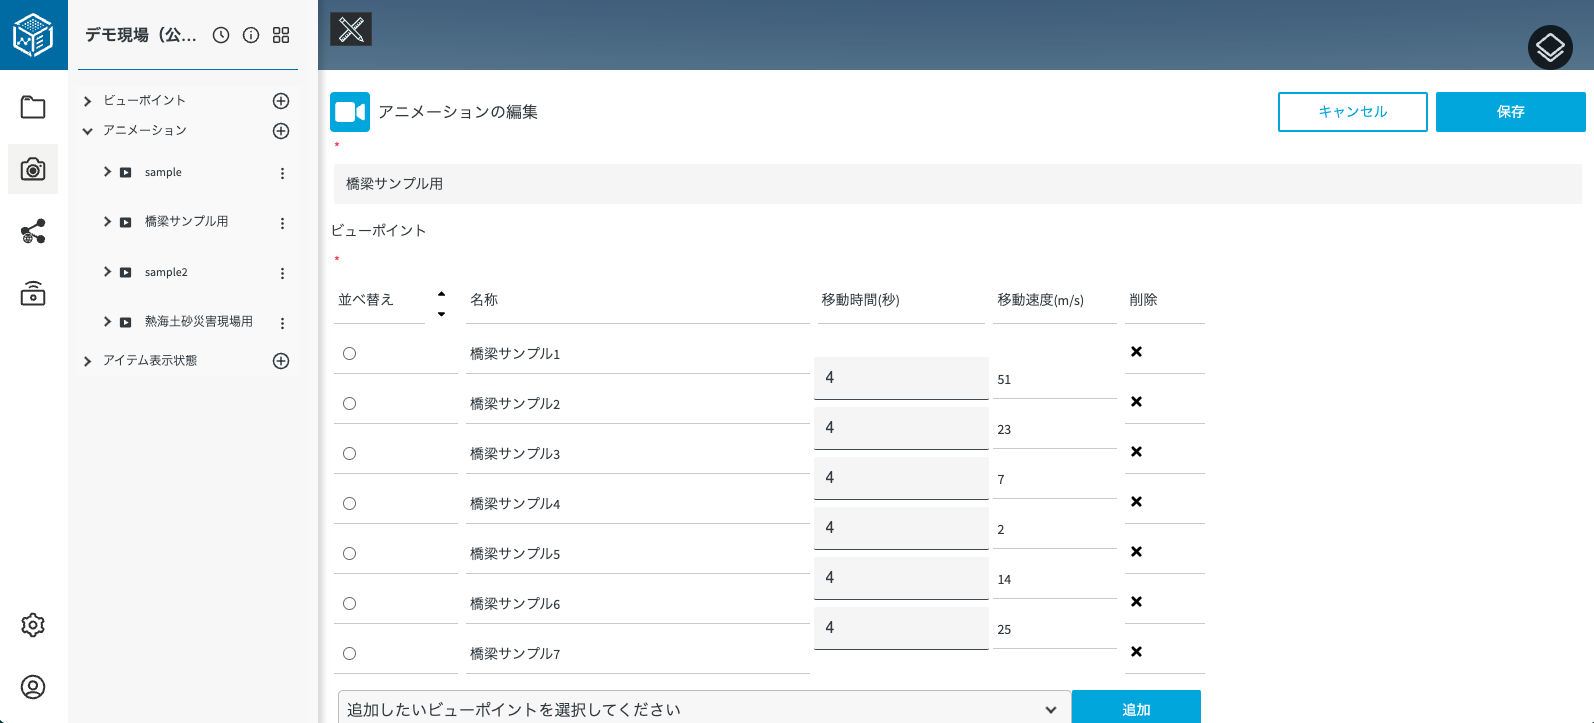 デモ現場（公...
ビューポイント
アニメーション
sample
橋梁サンプル用
sample2
熱海土砂災害現場用
アイテム表示状態
アニメーションの編集
キャンセル
保存
*
橋梁サンプル用
ビューポイント
*
並べ替え 名称 移動時間(秒) 移動速度(m/s) 削除
橋梁サンプル1
4 51
橋梁サンプル2
4 23
橋梁サンプル3
4 7
橋梁サンプル4
4 2
橋梁サンプル5
4 14
橋梁サンプル6
4 25
橋梁サンプル7
追加したいビューポイントを選択してください
追加